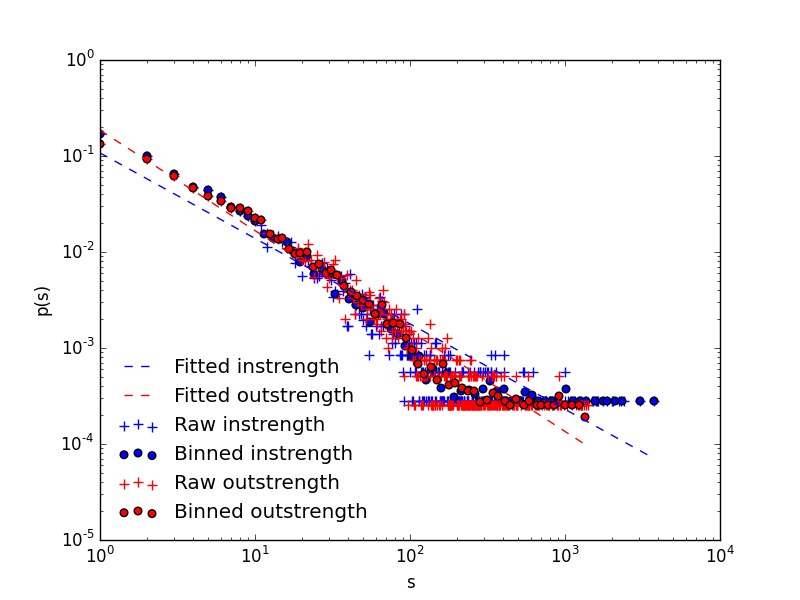 10^0
10^-1
10^-2
p(s)
10^-3
Fitted instrength
Fitted outstrength
Raw instrength
10^-4
Binned instrength
Raw outstrength
Binned outstrength
10^-5
10^0 10^1 10^2 10^3 10^4
s